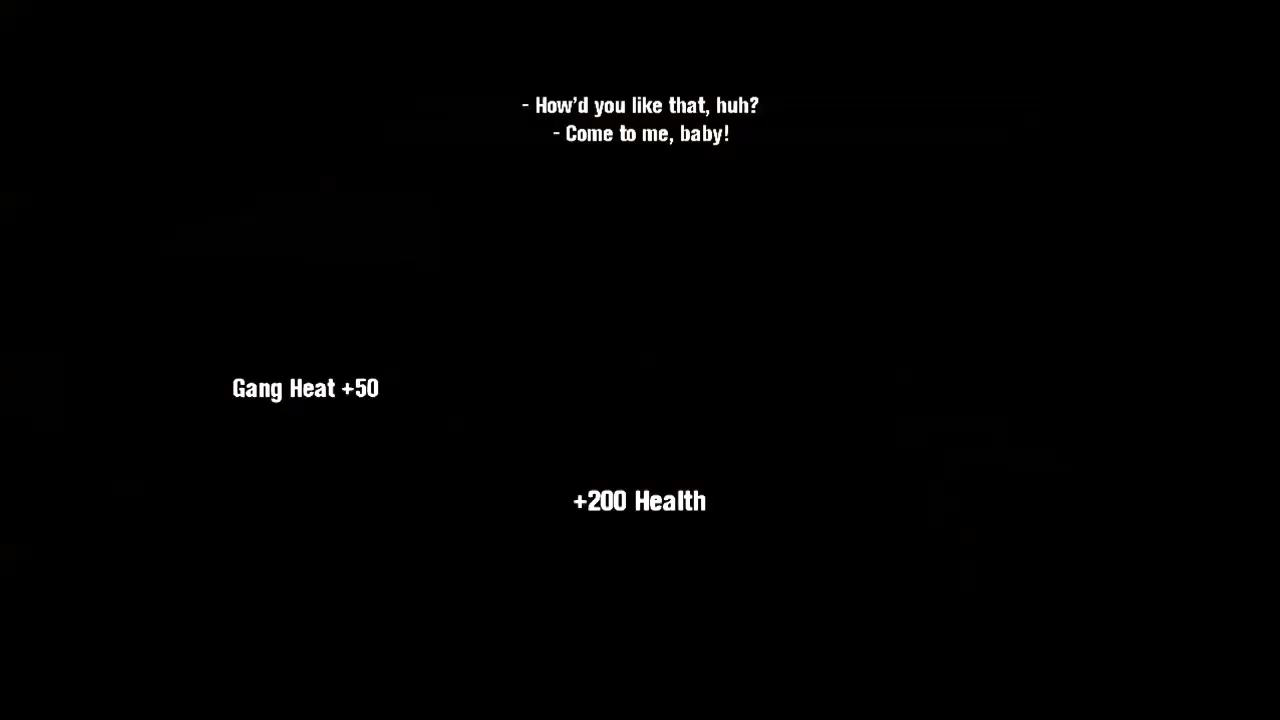 - How'd you like that, huh?
- Come to me, baby!
Gang Heat +50
+200 Health